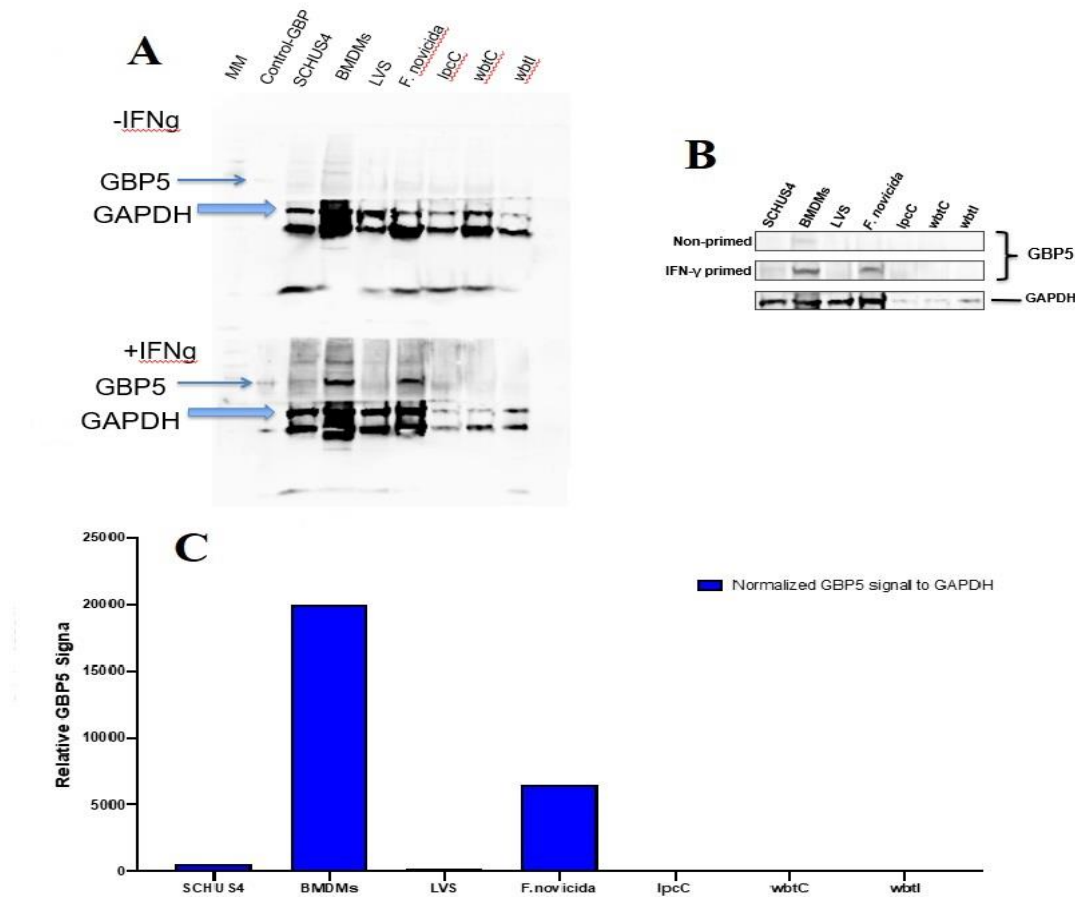 A
MM Control-GBP SCHUS4 BMDMs LVS F. novicida lpcC wbtC wbtI
-IFNg
GBP5
GAPDH
+IFNg
GBP5
GAPDH
B
SCHUS4 BMDMs LVS F. novicida lpcC wbtC wbtI
Non-primed
IFN-γ primed
GBP5
GAPDH
C
Normalized GBP5 signal to GAPDH
Relative GBP5 Signa
25000
20000
15000
10000
5000
0
SCHUS4 BMDMs LVS F.novicida lpcC wbtC wbtI